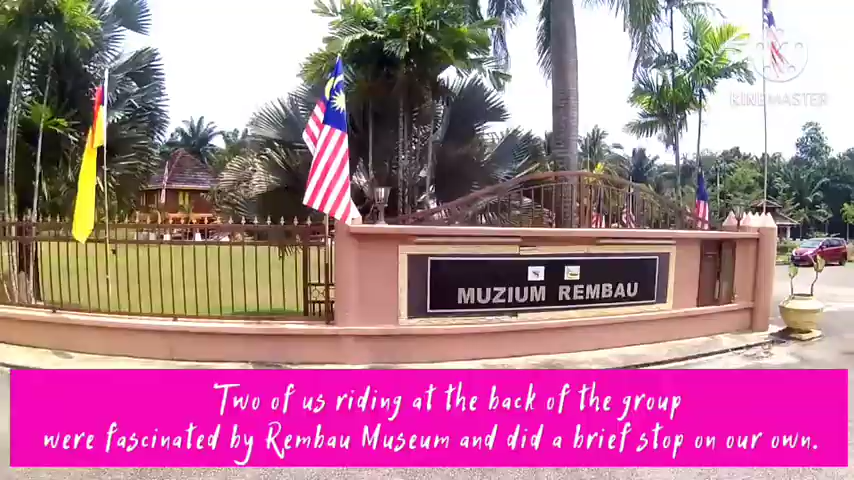 KINEMASTER
MUZIUM REMBAU
Two of us riding at the back of the group
were fascinated by Rembau Museum and did a brief stop on our own.